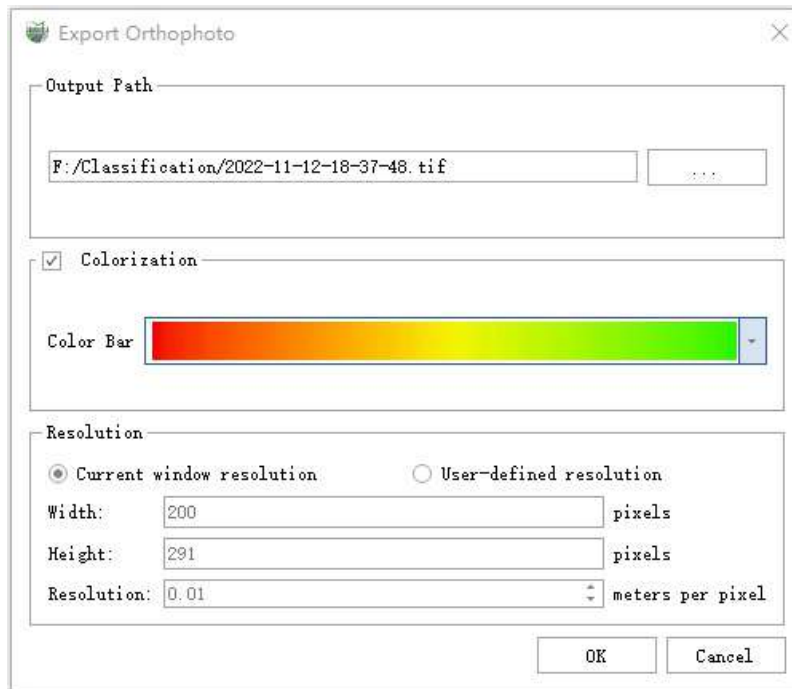 Export Orthophoto
Output Path
F:/Classification/2022-11-12-18-37-48.tif
...
Colorization
Color Bar
Resolution
Current window resolution User-defined resolution
Width: 200 pixels
Height: 291 pixels
Resolution: 0.01 meters per pixel
OK Cancel